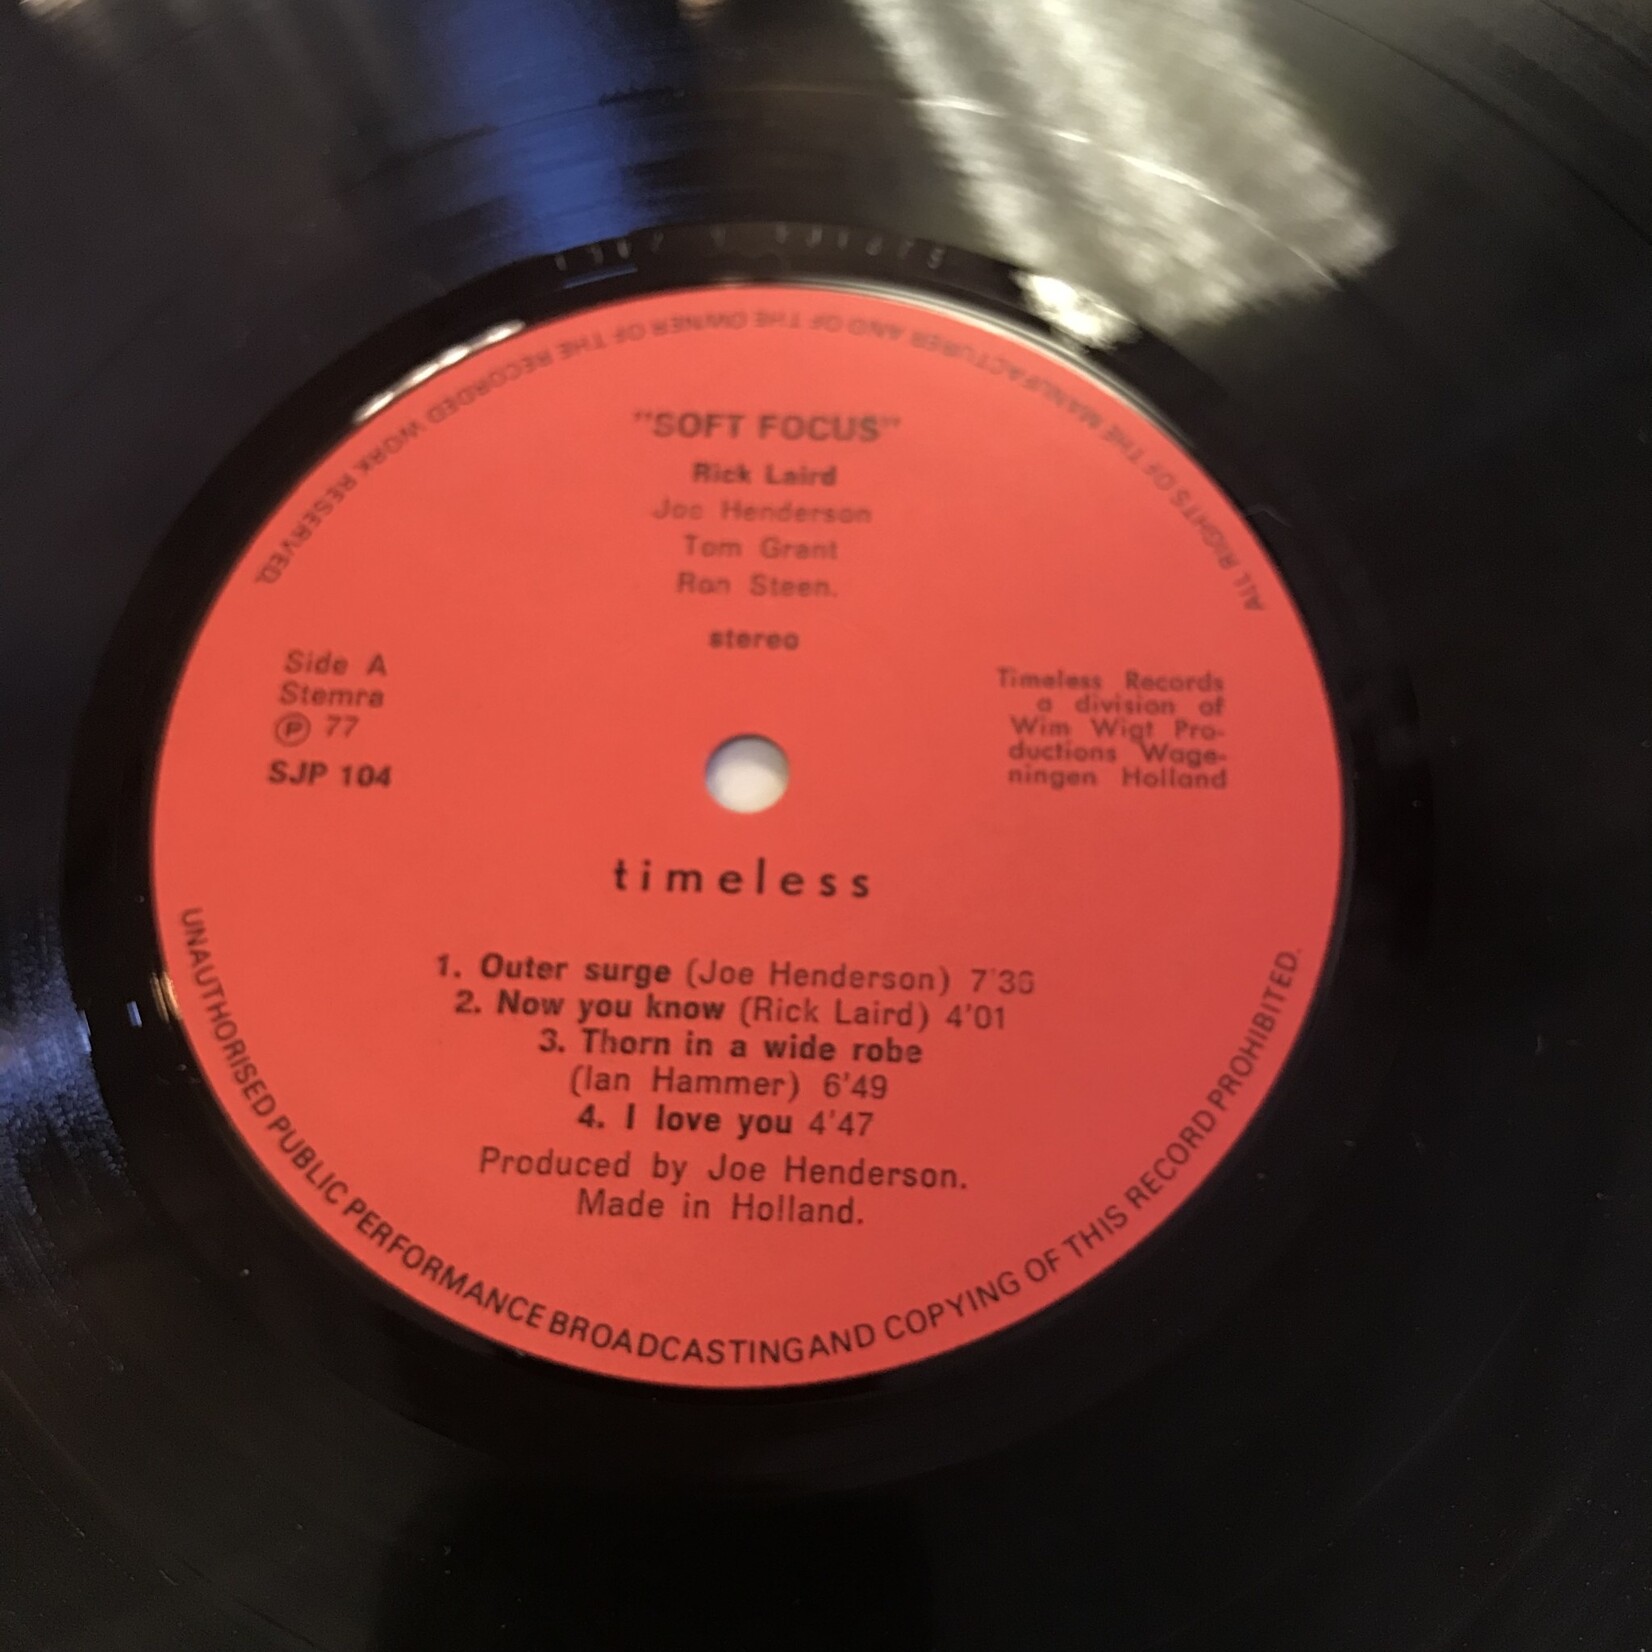 ALL RIGHTS OF THE MANUFACTURER AND OF THE OWNER OF THE RECORDED WORK RESERVED.
"SOFT FOCUS"
Rick Laird
Joe Henderson
Tom Grant
Ron Steen.
stereo
Side A
Stemra
℗ 77
SJP 104
Timeless Records
a division of
Wim Wigt Pro-
ductions Wage-
ningen Holland
timeless
1. Outer surge (Joe Henderson) 7'36
2. Now you know (Rick Laird) 4'01
3. Thorn in a wide robe
(Ian Hammer) 6'49
4. I love you 4'47
Produced by Joe Henderson.
Made in Holland.
UNAUTHORISED PUBLIC PERFORMANCE BROADCASTING AND COPYING OF THIS RECORD PROHIBITED.